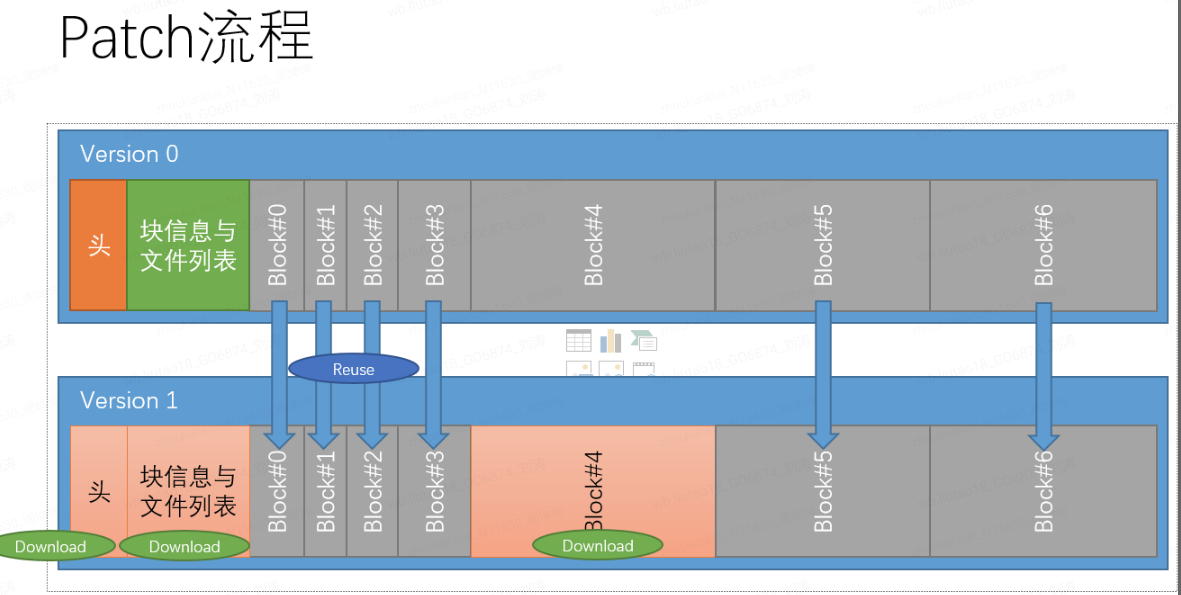 Patch流程
Version 0
头
块信息与
文件列表
Block#0
Block#1
Block#2
Block#3
Block#4
Block#5
Block#6
Reuse
Version 1
头
块信息与
文件列表
Block#0
Block#1
Block#2
Block#3
Block#4
Block#5
Block#6
Download
Download
Download